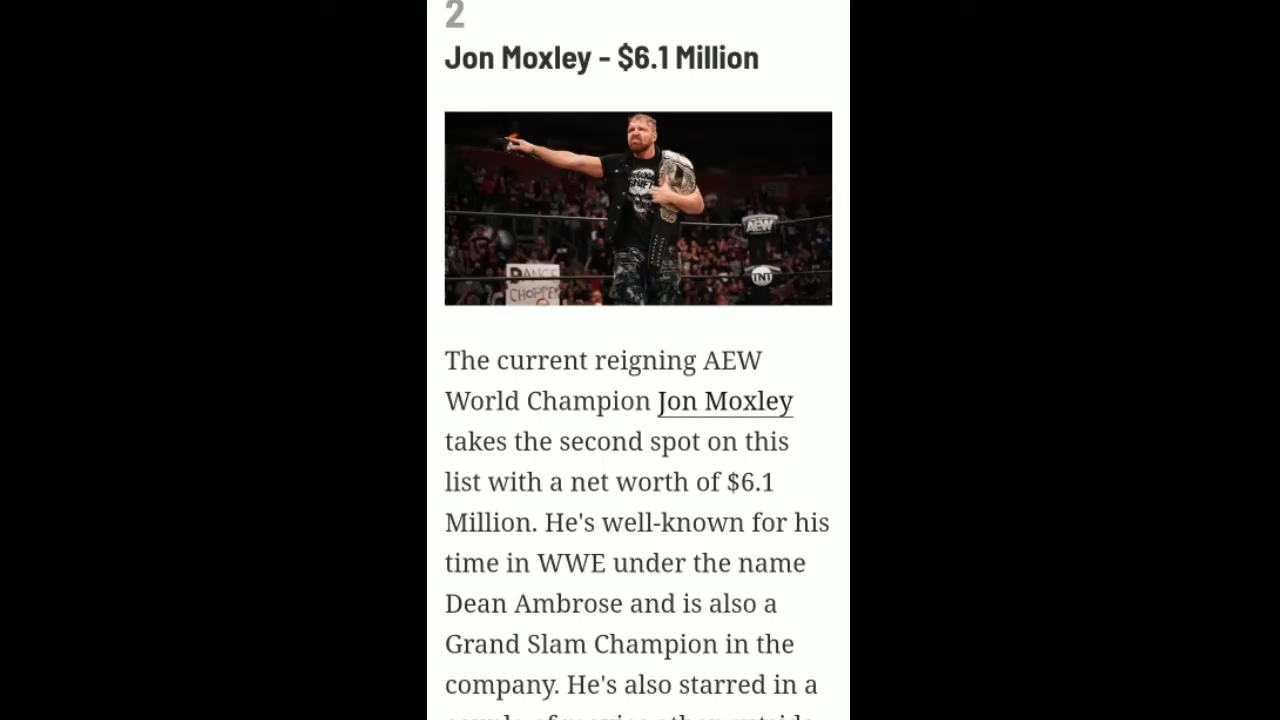 2
Jon Moxley - $6.1 Million
AEW
TNT
CHOPPE
The current reigning AEW
World Champion Jon Moxley
takes the second spot on this
list with a net worth of $6.1
Million. He's well-known for his
time in WWE under the name
Dean Ambrose and is also a
Grand Slam Champion in the
company. He's also starred in a